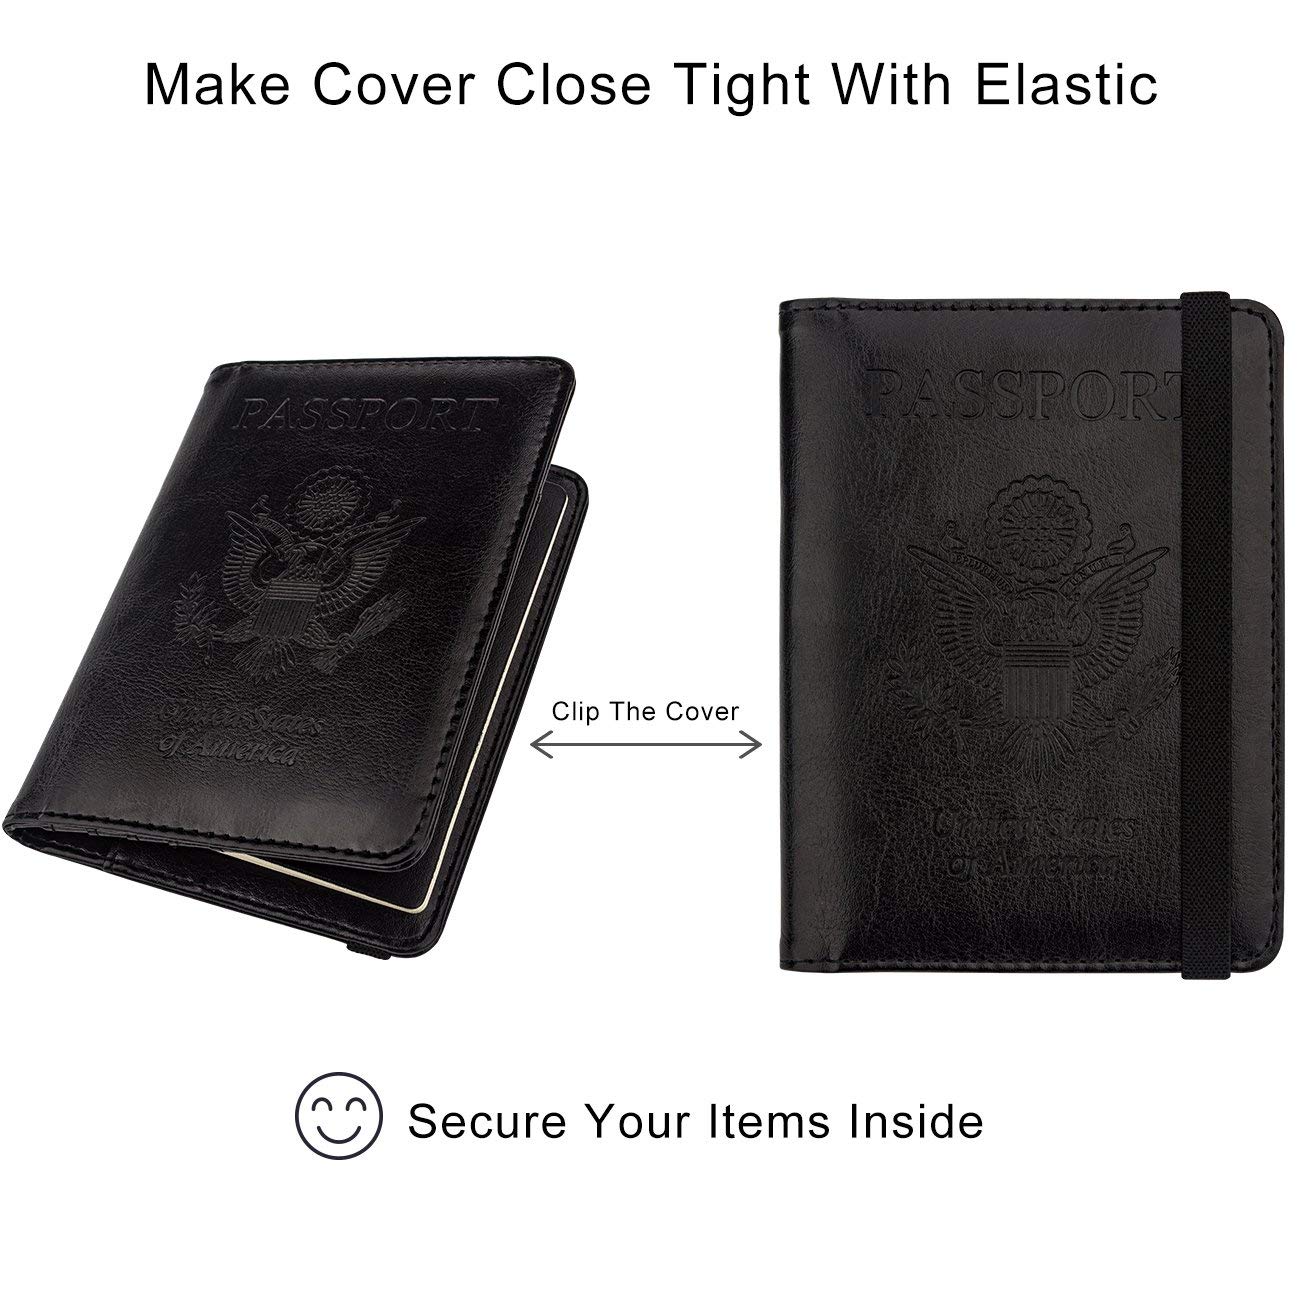 Make Cover Close Tight With Elastic
PASSPORT
United States
of America
Clip The Cover
PASSPORT
United States
of America
Secure Your Items Inside